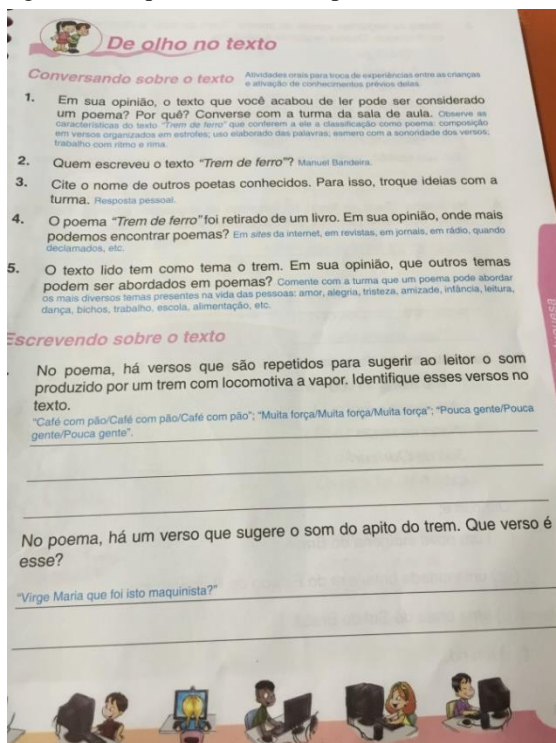 De olho no texto
Conversando sobre o texto Atividades orais para troca de experiências entre as crianças
e ativação de conhecimentos prévios delas.
1. Em sua opinião, o texto que você acabou de ler pode ser considerado
um poema? Por quê? Converse com a turma da sala de aula. Observe as
características do texto "Trem de ferro" que conferem a ele a classificação como poema: composição
em versos organizados em estrofes; uso elaborado das palavras; esmero com a sonoridade dos versos;
trabalho com ritmo e rima.
2. Quem escreveu o texto "Trem de ferro"? Manuel Bandeira.
3. Cite o nome de outros poetas conhecidos. Para isso, troque ideias com a
turma. Resposta pessoal.
4. O poema "Trem de ferro" foi retirado de um livro. Em sua opinião, onde mais
podemos encontrar poemas? Em sites da internet, em revistas, em jornais, em rádio, quando
declamados, etc.
5. O texto lido tem como tema o trem. Em sua opinião, que outros temas
podem ser abordados em poemas? Comente com a turma que um poema pode abordar
os mais diversos temas presentes na vida das pessoas: amor, alegria, tristeza, amizade, infância, leitura,
dança, bichos, trabalho, escola, alimentação, etc.
Escrevendo sobre o texto
No poema, há versos que são repetidos para sugerir ao leitor o som
produzido por um trem com locomotiva a vapor. Identifique esses versos no
texto.
"Café com pão/Café com pão/Café com pão"; "Muita força/Muita força/Muita força"; "Pouca gente/Pouca
gente/Pouca gente".
No poema, há um verso que sugere o som do apito do trem. Que verso é
esse?
"Virge Maria que foi isto maquinista?"